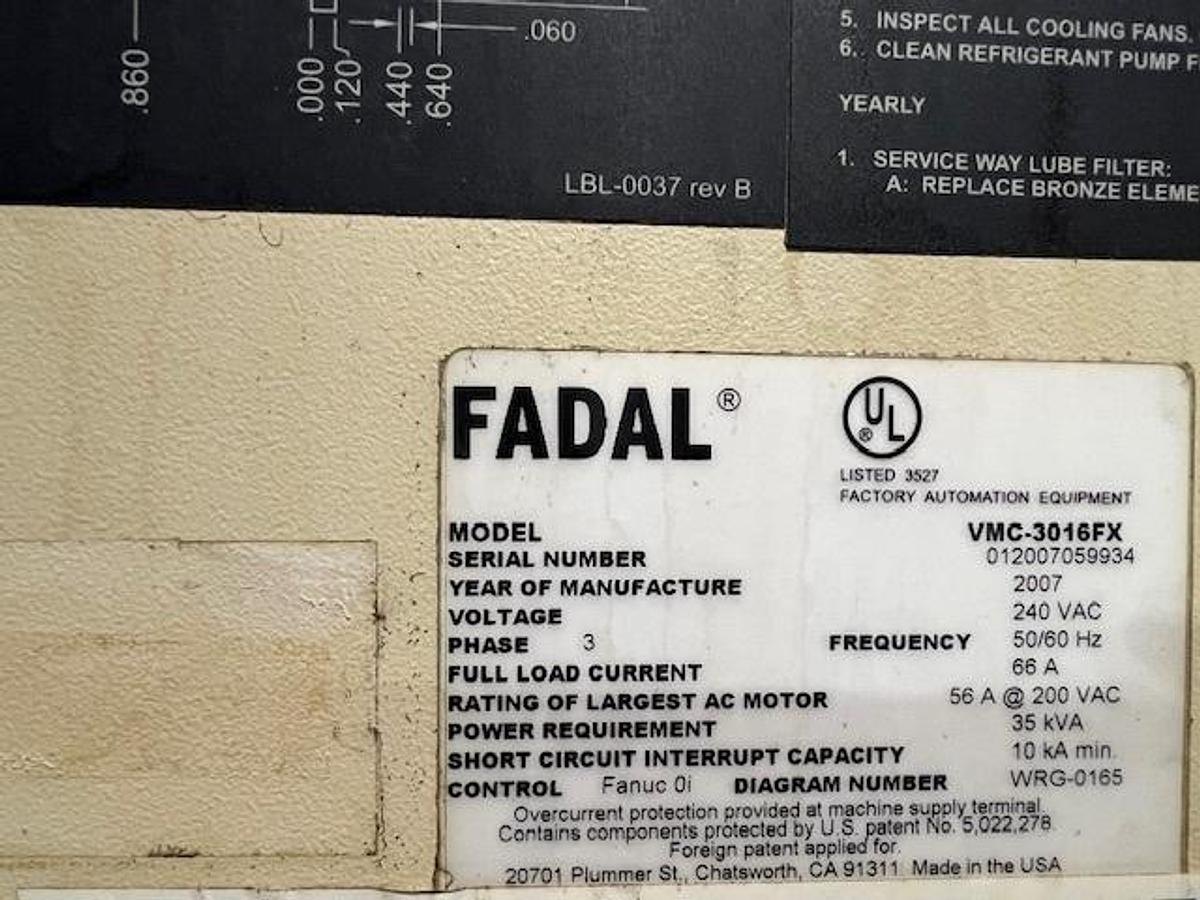 .860
.000
.120
.440
.640
.060
LBL-0037 rev B
5. INSPECT ALL COOLING FANS.
6. CLEAN REFRIGERANT PUMP F
YEARLY
1. SERVICE WAY LUBE FILTER:
A: REPLACE BRONZE ELEME
FADAL®
UL®
LISTED 3527
FACTORY AUTOMATION EQUIPMENT
MODEL VMC-3016FX
SERIAL NUMBER 012007059934
YEAR OF MANUFACTURE 2007
VOLTAGE 240 VAC
PHASE 3 FREQUENCY 50/60 Hz
FULL LOAD CURRENT 66 A
RATING OF LARGEST AC MOTOR 56 A @ 200 VAC
POWER REQUIREMENT 35 kVA
SHORT CIRCUIT INTERRUPT CAPACITY 10 kA min.
CONTROL Fanuc 0i DIAGRAM NUMBER WRG-0165
Overcurrent protection provided at machine supply terminal.
Contains components protected by U.S. patent No. 5,022,278.
Foreign patent applied for.
20701 Plummer St., Chatsworth, CA 91311 Made in the USA